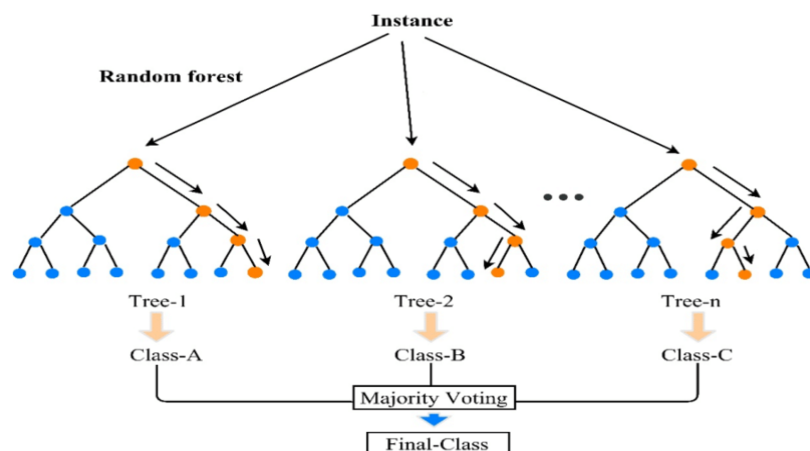 Instance
Random forest
Tree-1
Tree-2
Tree-n
Class-A
Class-B
Class-C
Majority Voting
Final-Class